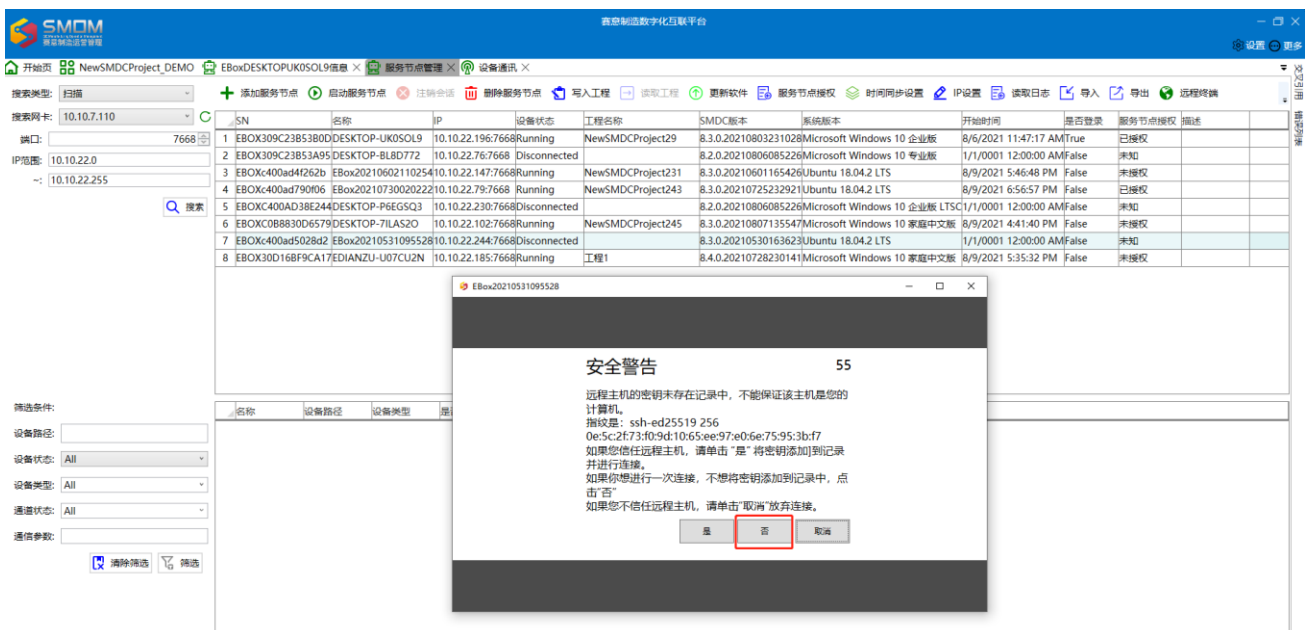 赛意制造数字化互联平台
SMOM
赛意制造运营管理
设置 更多
开始页 NewSMDCProject_DEMO EBoxDESKTOPUK0SOL9信息 服务节点管理 设备通讯
搜索类型: 扫描
添加服务节点 启动服务节点 注销会话 删除服务节点 写入工程 读取工程 更新软件 服务节点授权 时间同步设置 IP设置 读取日志 导入 导出 远程终端
交叉引用
错误列表
搜索网卡: 10.10.7.110
端口: 7668
IP范围: 10.10.22.0
~: 10.10.22.255
搜索
SN 名称 IP 设备状态 工程名称 SMDC版本 系统版本 开始时间 是否登录 服务节点授权 描述
1 EBOX309C23B53B0D DESKTOP-UK0SOL9 10.10.22.196:7668 Running NewSMDCProject29 8.3.0.20210803231028 Microsoft Windows 10 企业版 8/6/2021 11:47:17 AM True 已授权
2 EBOX309C23B53A95 DESKTOP-BL8D772 10.10.22.76:7668 Disconnected 8.2.0.20210806085226 Microsoft Windows 10 专业版 1/1/0001 12:00:00 AM False 未知
3 EBOXc400ad4f262b EBox20210602110254 10.10.22.147:7668 Running NewSMDCProject231 8.3.0.20210601165426 Ubuntu 18.04.2 LTS 8/9/2021 5:46:48 PM False 未授权
4 EBOXc400ad790f06 EBox20210730020222 10.10.22.79:7668 Running NewSMDCProject243 8.3.0.20210725232921 Ubuntu 18.04.2 LTS 8/9/2021 6:56:57 PM False 已授权
5 EBOXC400AD38E244 DESKTOP-P6EGSQ3 10.10.22.230:7668 Disconnected 8.2.0.20210806085226 Microsoft Windows 10 企业版 LTSC 1/1/0001 12:00:00 AM False 未知
6 EBOXC0B8830D6579 DESKTOP-7ILAS2O 10.10.22.102:7668 Running NewSMDCProject245 8.3.0.20210807135547 Microsoft Windows 10 家庭中文版 8/9/2021 4:41:40 PM False 未授权
7 EBOXc400ad5028d2 EBox20210531095528 10.10.22.244:7668 Disconnected 8.3.0.20210530163623 Ubuntu 18.04.2 LTS 1/1/0001 12:00:00 AM False 未知
8 EBOX30D16BF9CA17 EDIANZU-U07CU2N 10.10.22.185:7668 Running 工程1 8.4.0.20210728230141 Microsoft Windows 10 家庭中文版 8/9/2021 5:35:32 PM False 未授权
EBox20210531095528
安全警告 55
远程主机的密钥未存在记录中，不能保证该主机是您的
计算机。
指纹是：ssh-ed25519 256
0e:5c:2f:73:f0:9d:10:65:ee:97:e0:6e:75:95:3b:f7
如果您信任远程主机，请单击 "是" 将密钥添加]到记录
并进行连接。
如果你想进行一次连接，不想将密钥添加到记录中，点
击"否"
如果您不信任远程主机，请单击"取消"放弃连接。
是 否 取消
筛选条件:
名称 设备路径 设备类型 是
设备路径:
设备状态: All
设备类型: All
通道状态: All
通信参数:
清除筛选 筛选